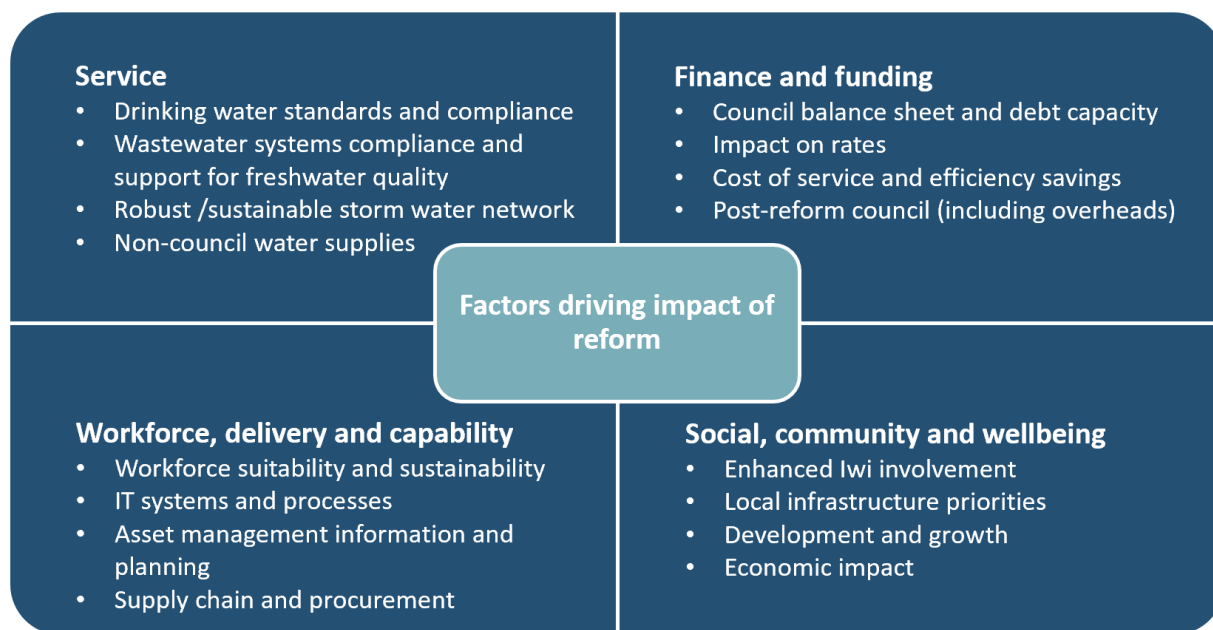 Service
• Drinking water standards and compliance
• Wastewater systems compliance and
support for freshwater quality
• Robust /sustainable storm water network
• Non-council water supplies
Finance and funding
• Council balance sheet and debt capacity
• Impact on rates
• Cost of service and efficiency savings
• Post-reform council (including overheads)
Factors driving impact of
reform
Workforce, delivery and capability
• Workforce suitability and sustainability
• IT systems and processes
• Asset management information and
planning
• Supply chain and procurement
Social, community and wellbeing
• Enhanced Iwi involvement
• Local infrastructure priorities
• Development and growth
• Economic impact